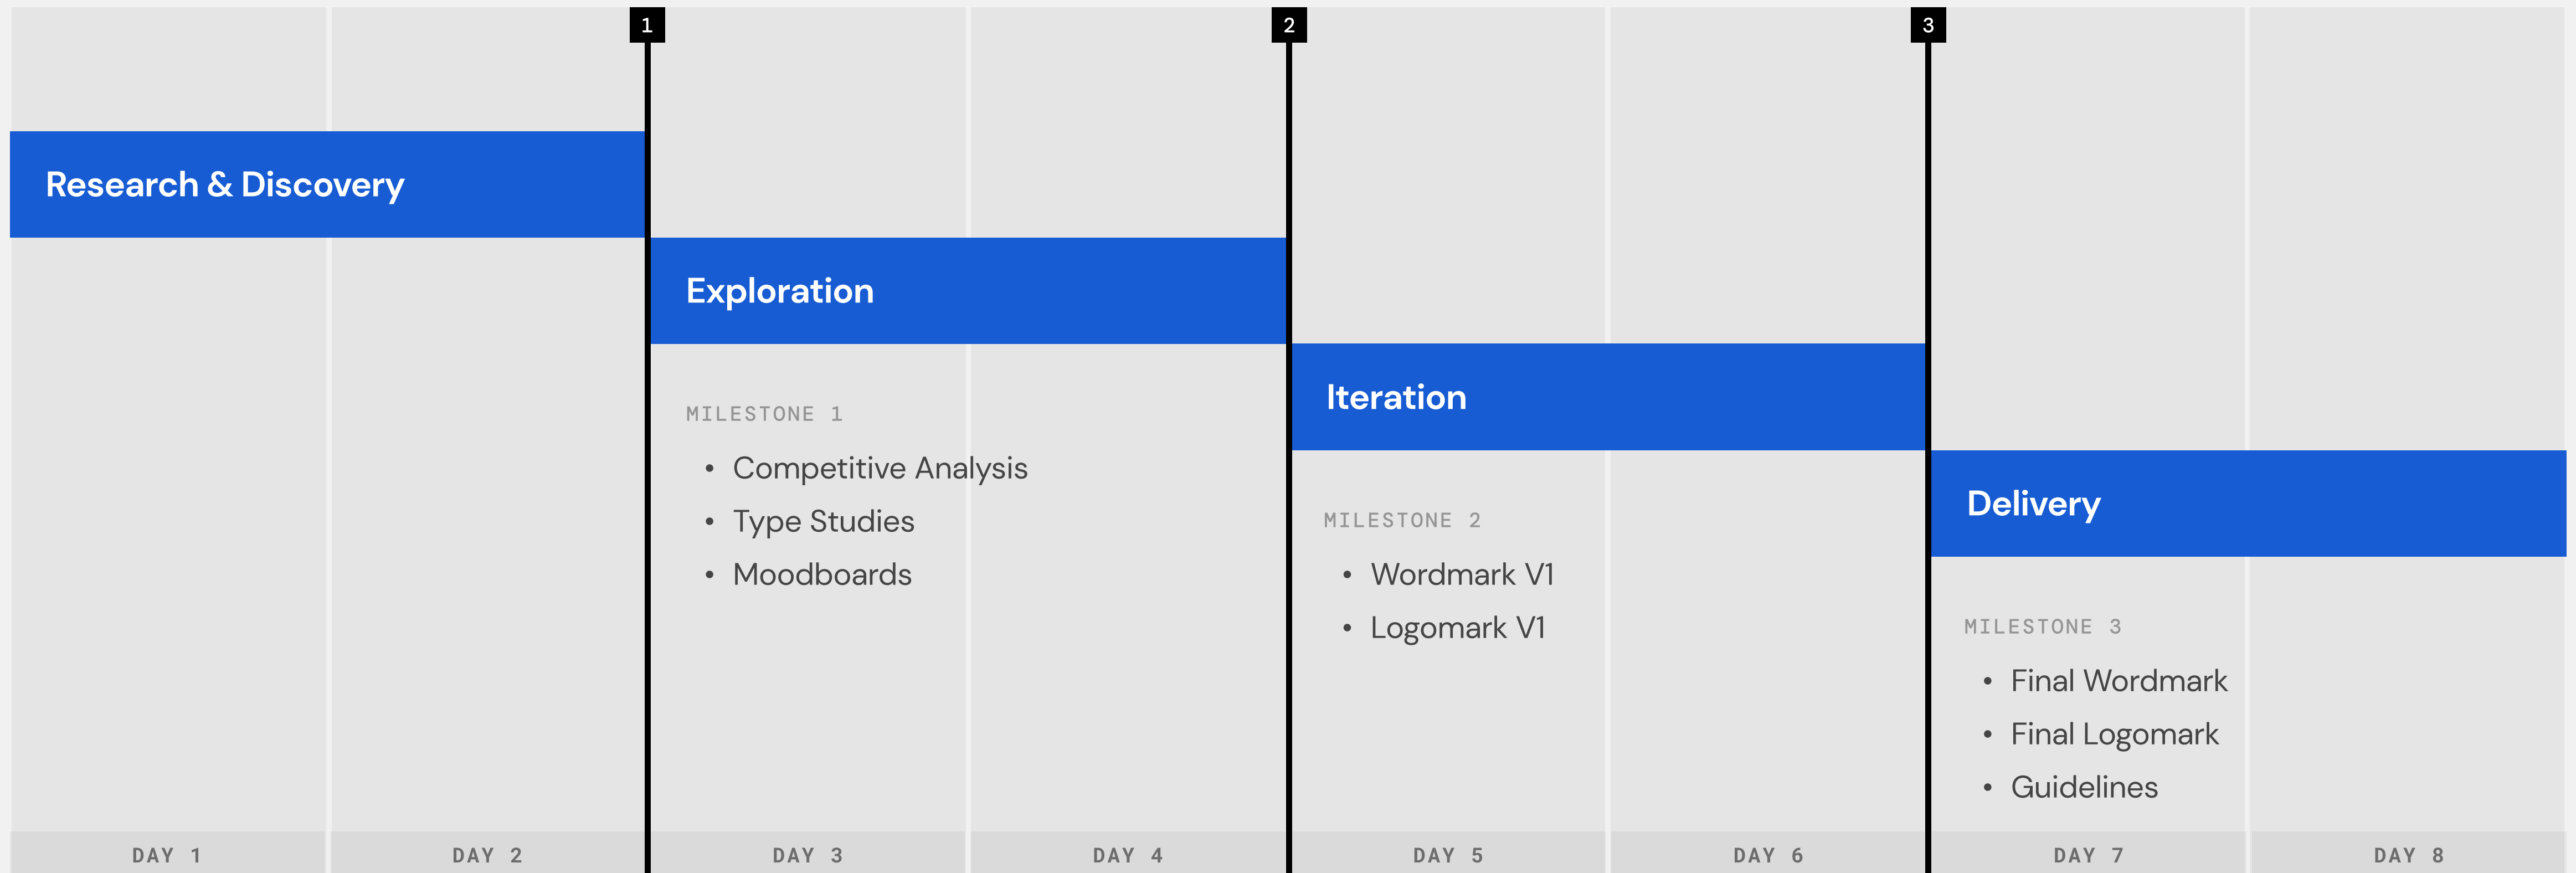 1
2
3
Research & Discovery
Exploration
MILESTONE 1
• Competitive Analysis
• Type Studies
• Moodboards
Iteration
MILESTONE 2
• Wordmark V1
• Logomark V1
Delivery
MILESTONE 3
• Final Wordmark
• Final Logomark
• Guidelines
DAY 1 DAY 2 DAY 3 DAY 4 DAY 5 DAY 6 DAY 7 DAY 8